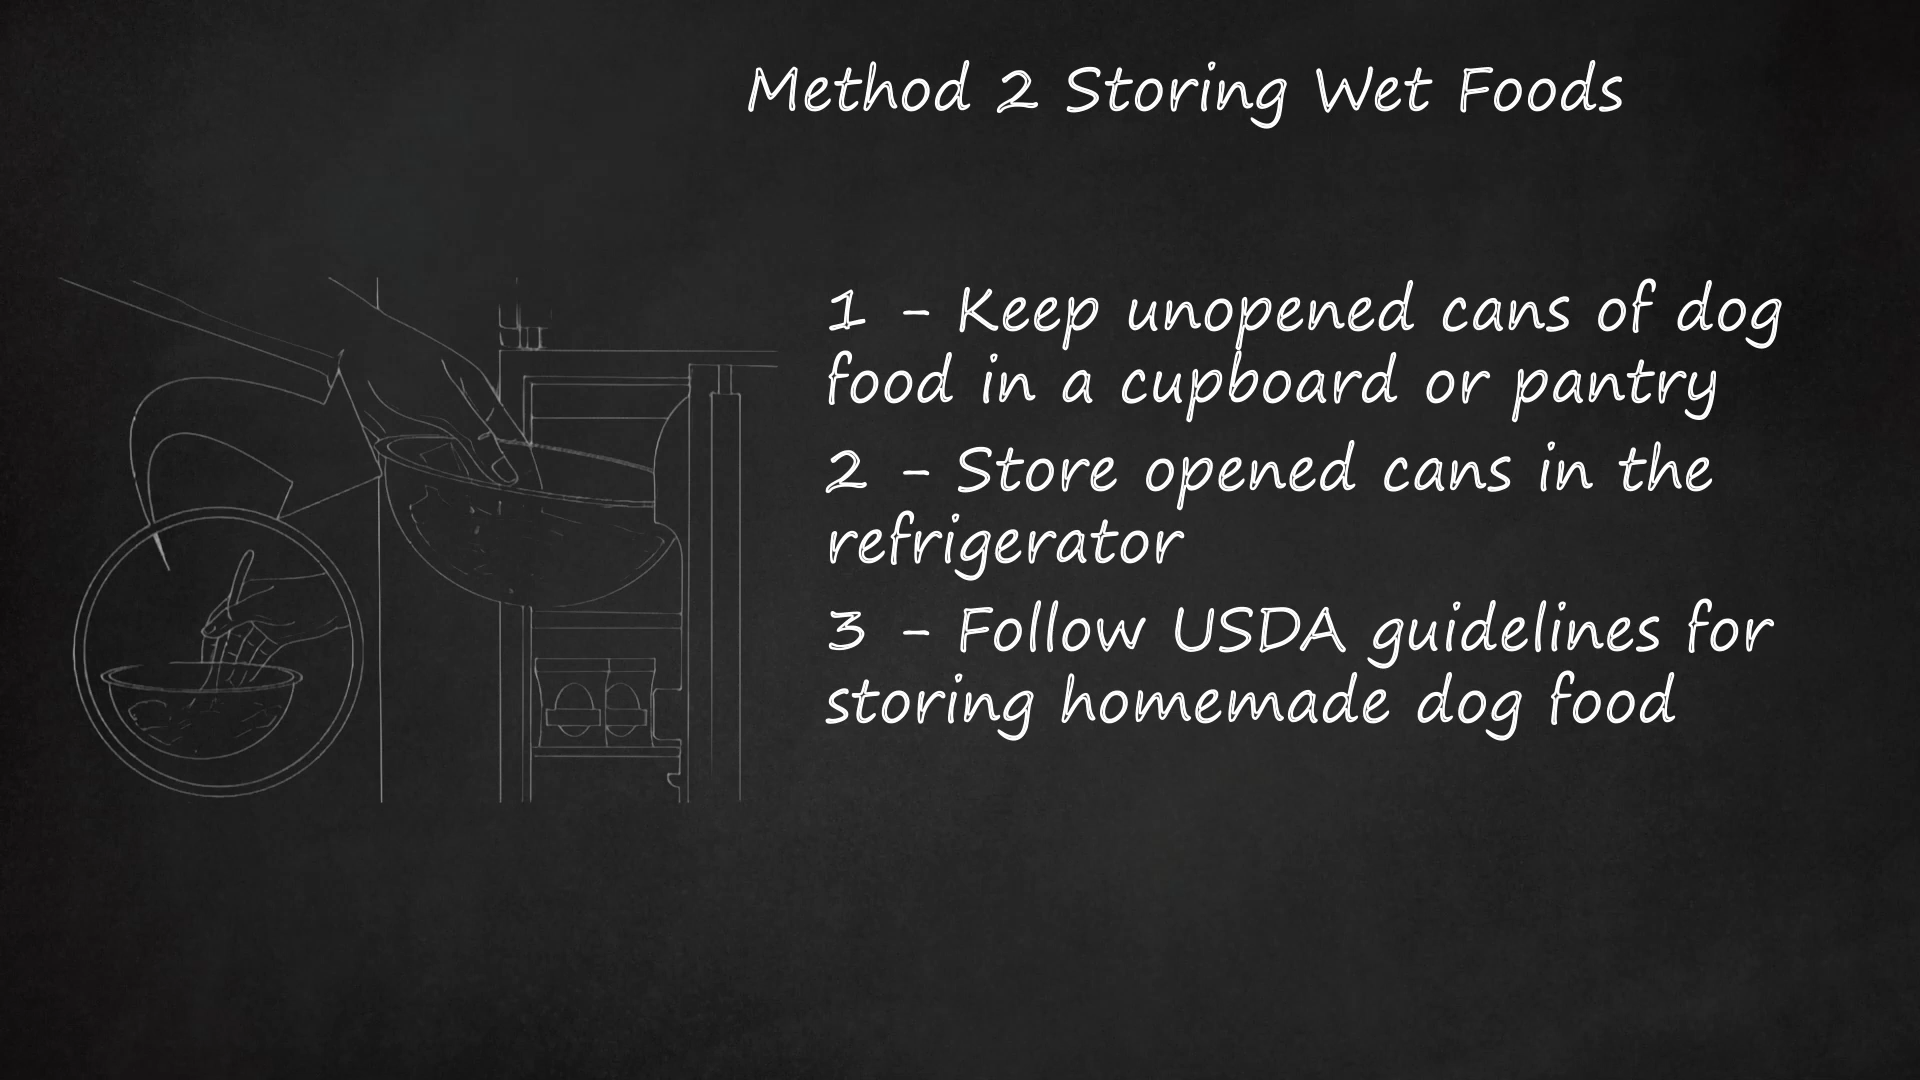 Method 2 Storing Wet Foods
1 - Keep unopened cans of dog
food in a cupboard or pantry
2 - Store opened cans in the
refrigerator
3 - Follow USDA guidelines for
storing homemade dog food